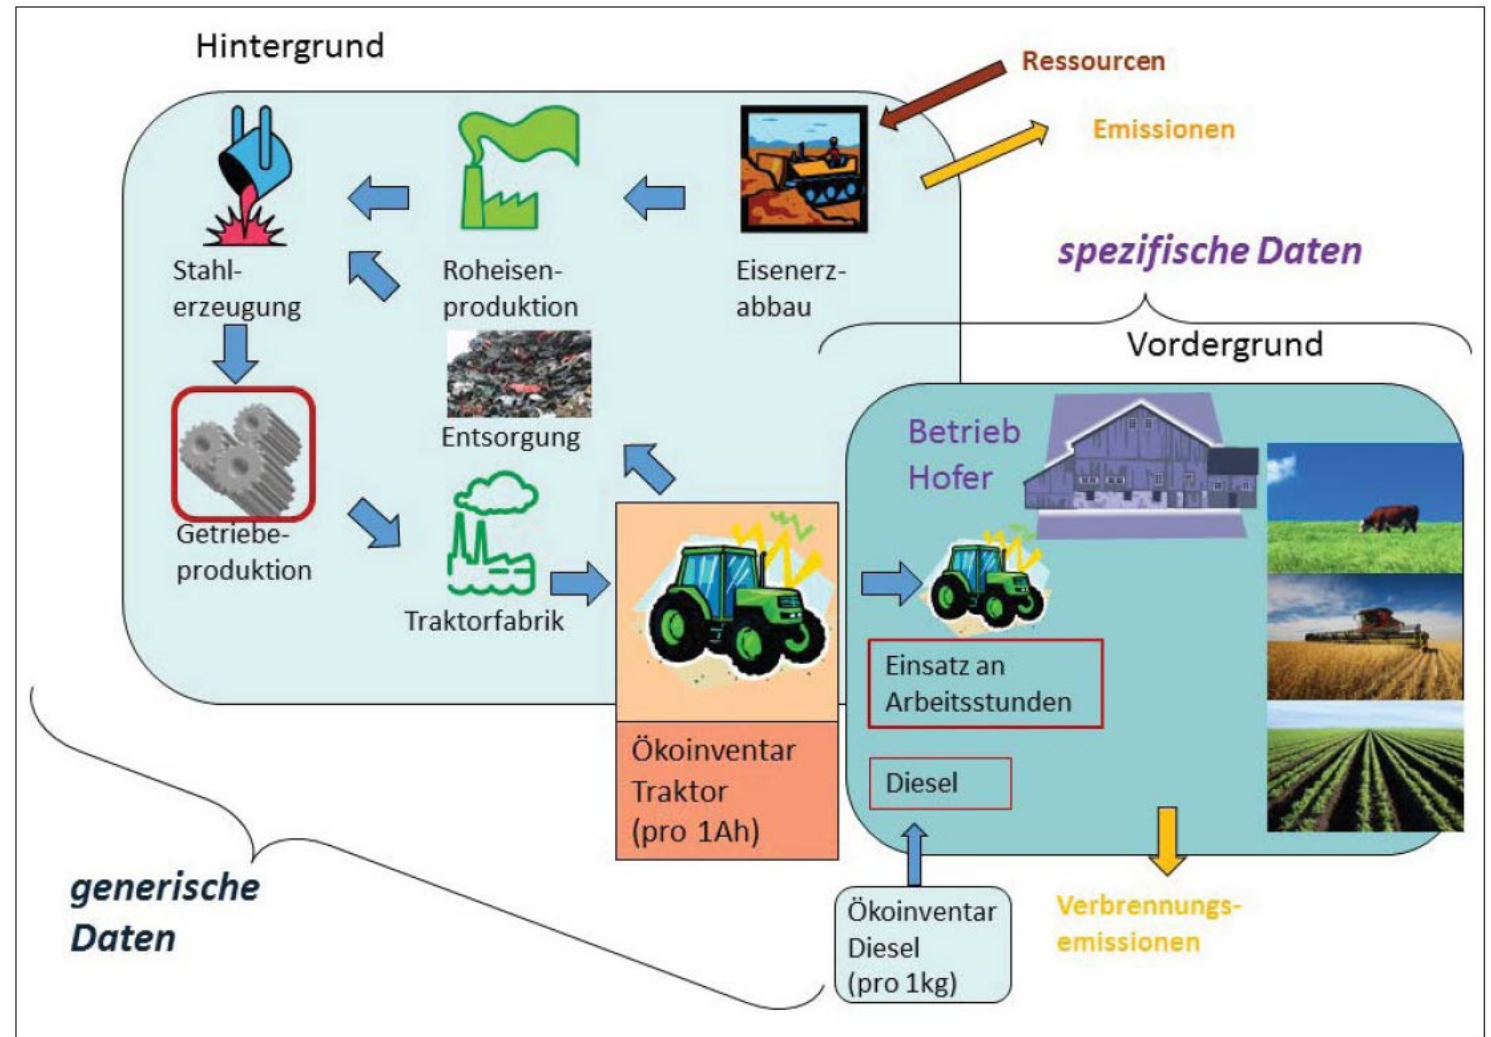 Hintergrund
Ressourcen
Emissionen
spezifische Daten
Stahl-
erzeugung
Roheisen-
produktion
Eisenerz-
abbau
Vordergrund
Entsorgung
Betrieb
Hofer
Getriebe-
produktion
Traktorfabrik
Einsatz an
Arbeitsstunden
Ökoinventar
Traktor
(pro 1Ah)
Diesel
generische
Daten
Ökoinventar
Diesel
(pro 1kg)
Verbrennungs-
emissionen